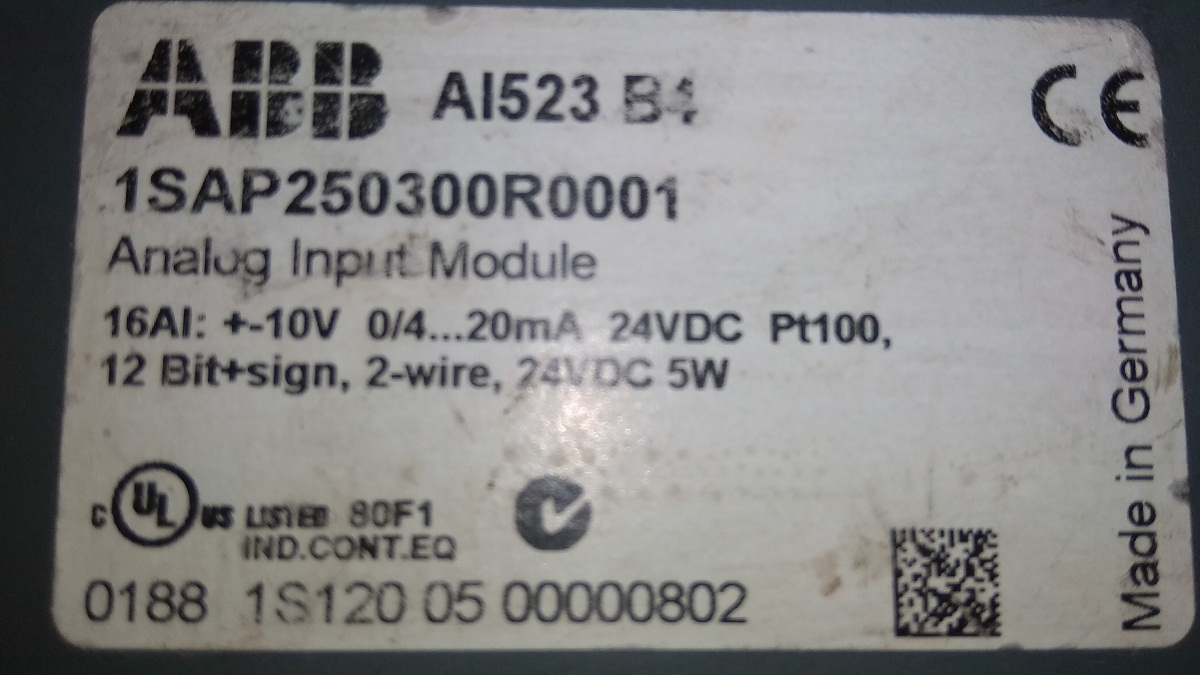 ABB AI523 B4
1SAP250300R0001
Analog Input Module
16AI: +-10V 0/4...20mA 24VDC Pt100,
12 Bit+sign, 2-wire, 24VDC 5W
C UL US LISTED 80F1
IND.CONT.EQ
0188 1S120 05 00000802
CE
Made in Germany